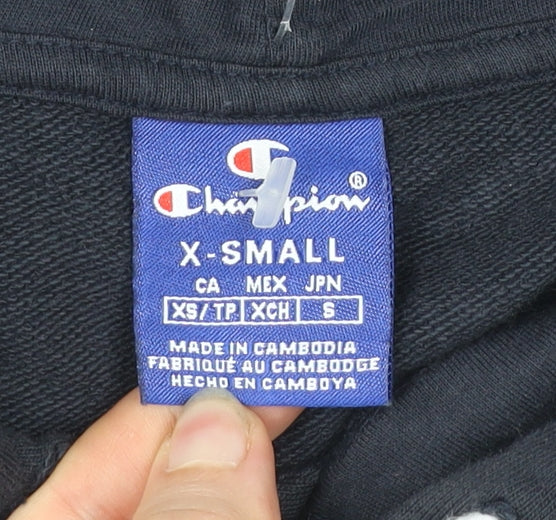 Champion®
X-SMALL
CA MEX JPN
XS/TP XCH S
MADE IN CAMBODIA
FABRIQUÉ AU CAMBODGE
HECHO EN CAMBOYA